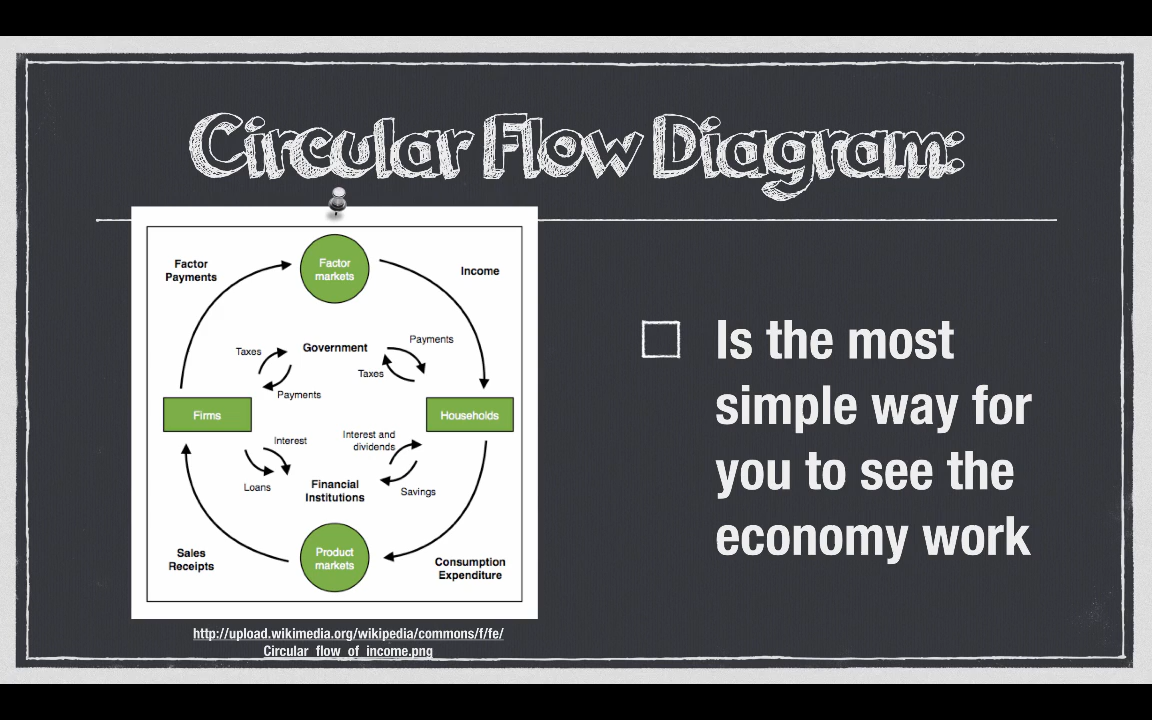 Circular Flow Diagram:
Factor
Payments
Factor
markets
Income
Taxes
Government
Payments
Taxes
Payments
Firms
Households
Interest
Interest and
dividends
Loans
Financial
Institutions
Savings
Sales
Receipts
Product
markets
Consumption
Expenditure
http://upload.wikimedia.org/wikipedia/commons/f/fe/
Circular_flow_of_income.png
Is the most
simple way for
you to see the
economy work